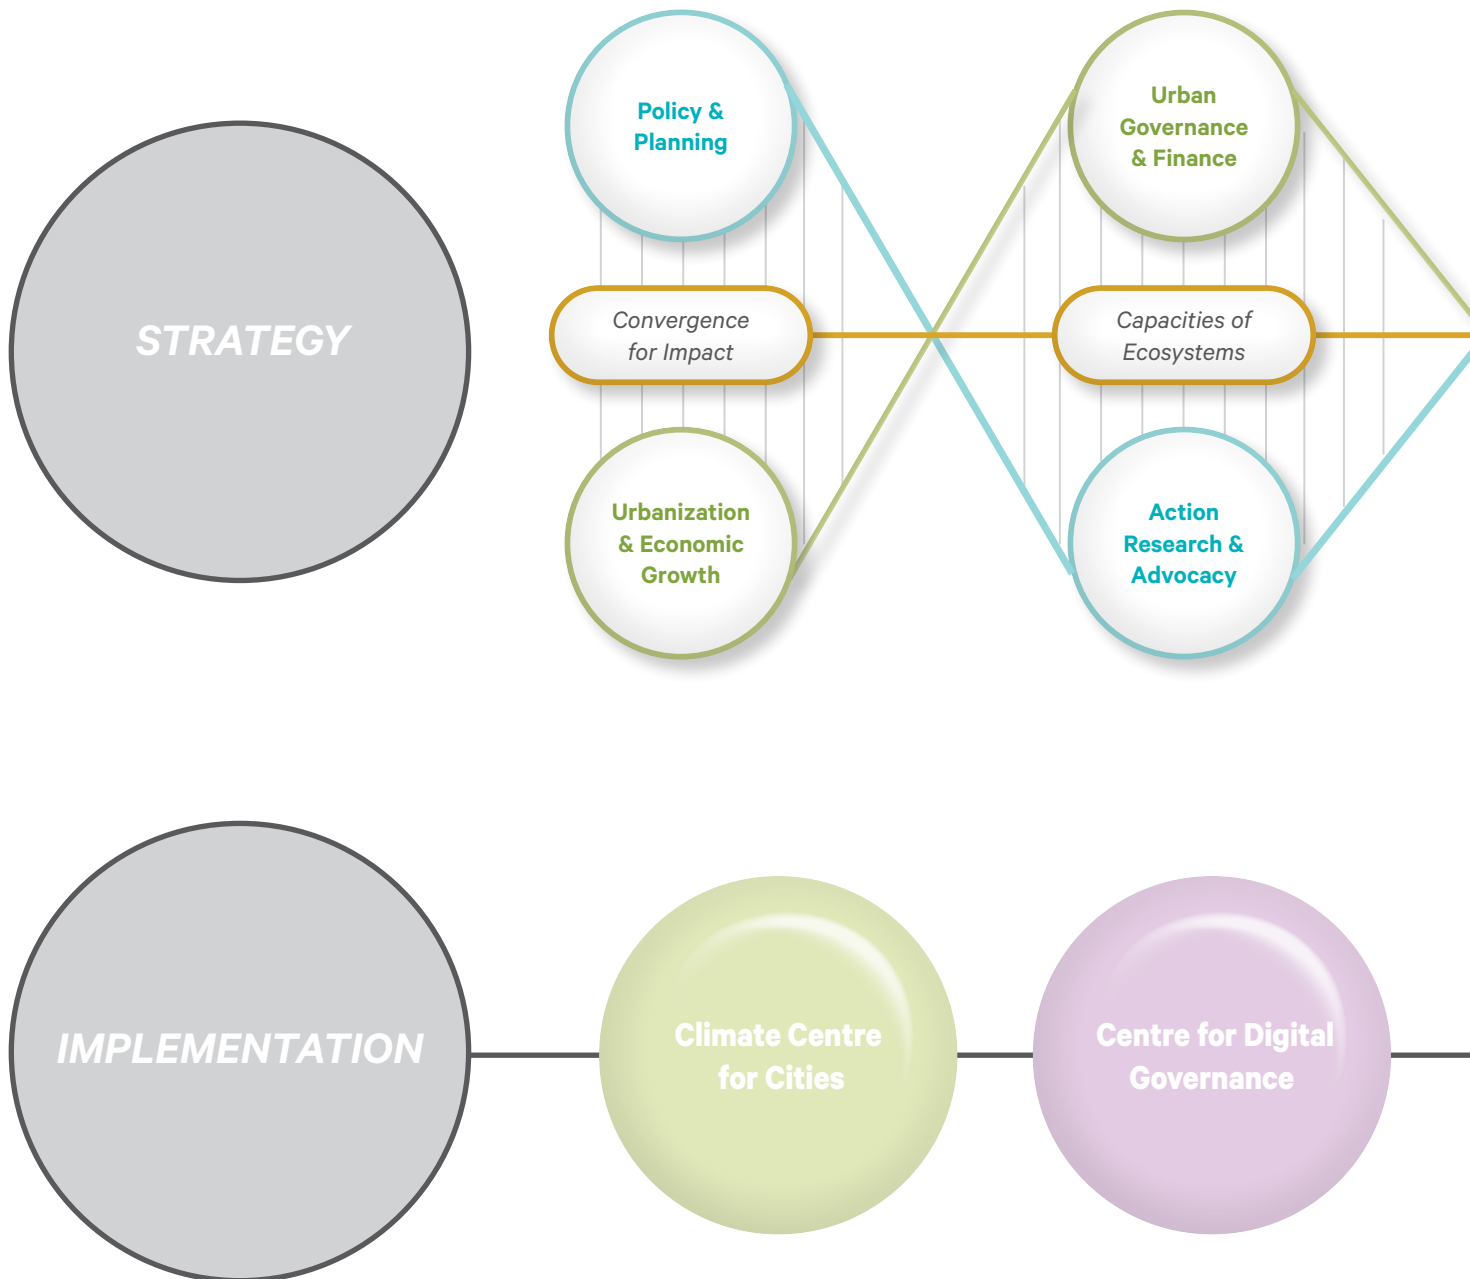 STRATEGY
Policy &
Planning
Urban
Governance
& Finance
Convergence
for Impact
Capacities of
Ecosystems
Urbanization
& Economic
Growth
Action
Research &
Advocacy
IMPLEMENTATION
Climate Centre
for Cities
Centre for Digital
Governance